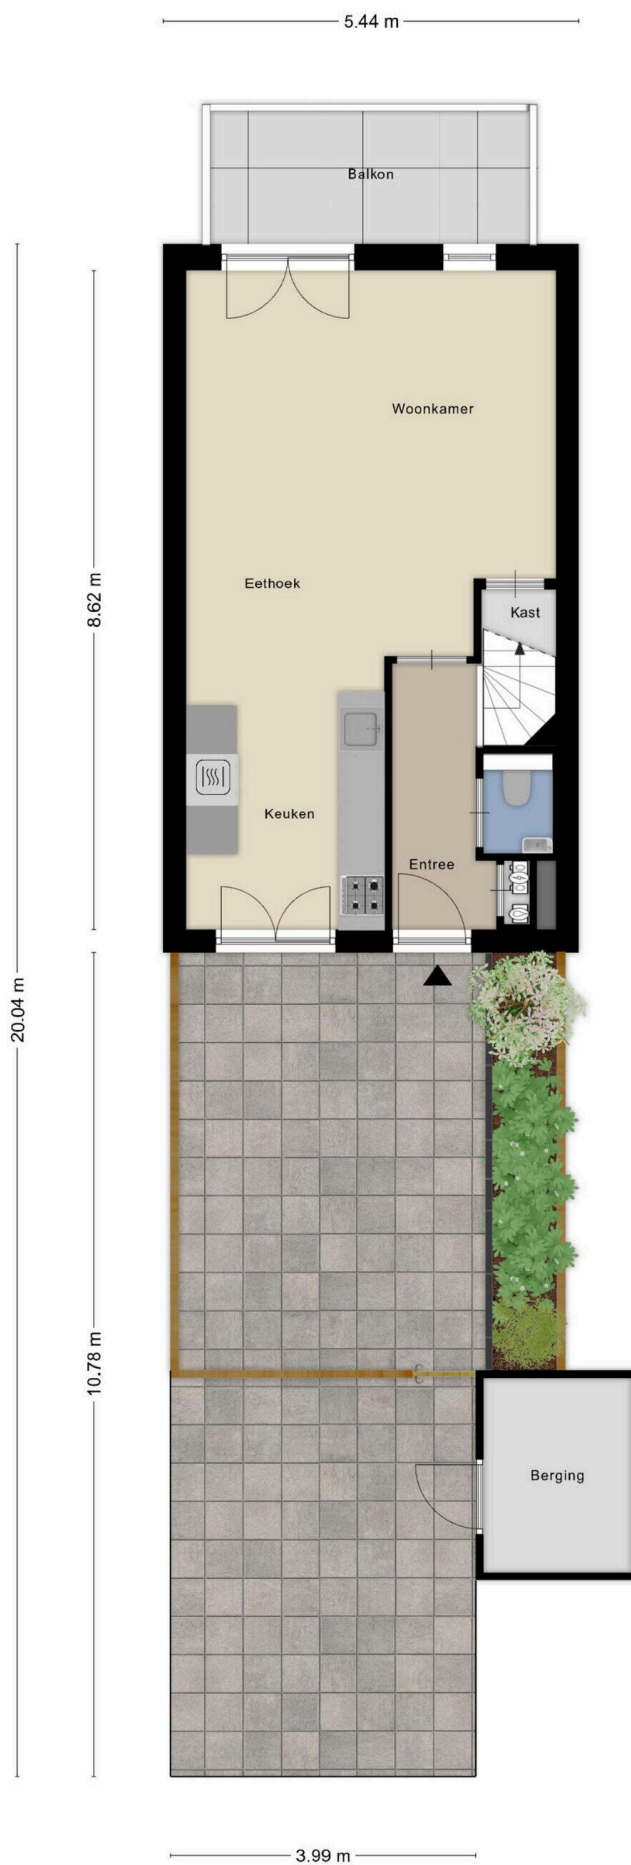 5.44 m
Balkon
Woonkamer
Eethoek
Kast
8.62 m
Keuken
Entree
20.04 m
10.78 m
Berging
3.99 m